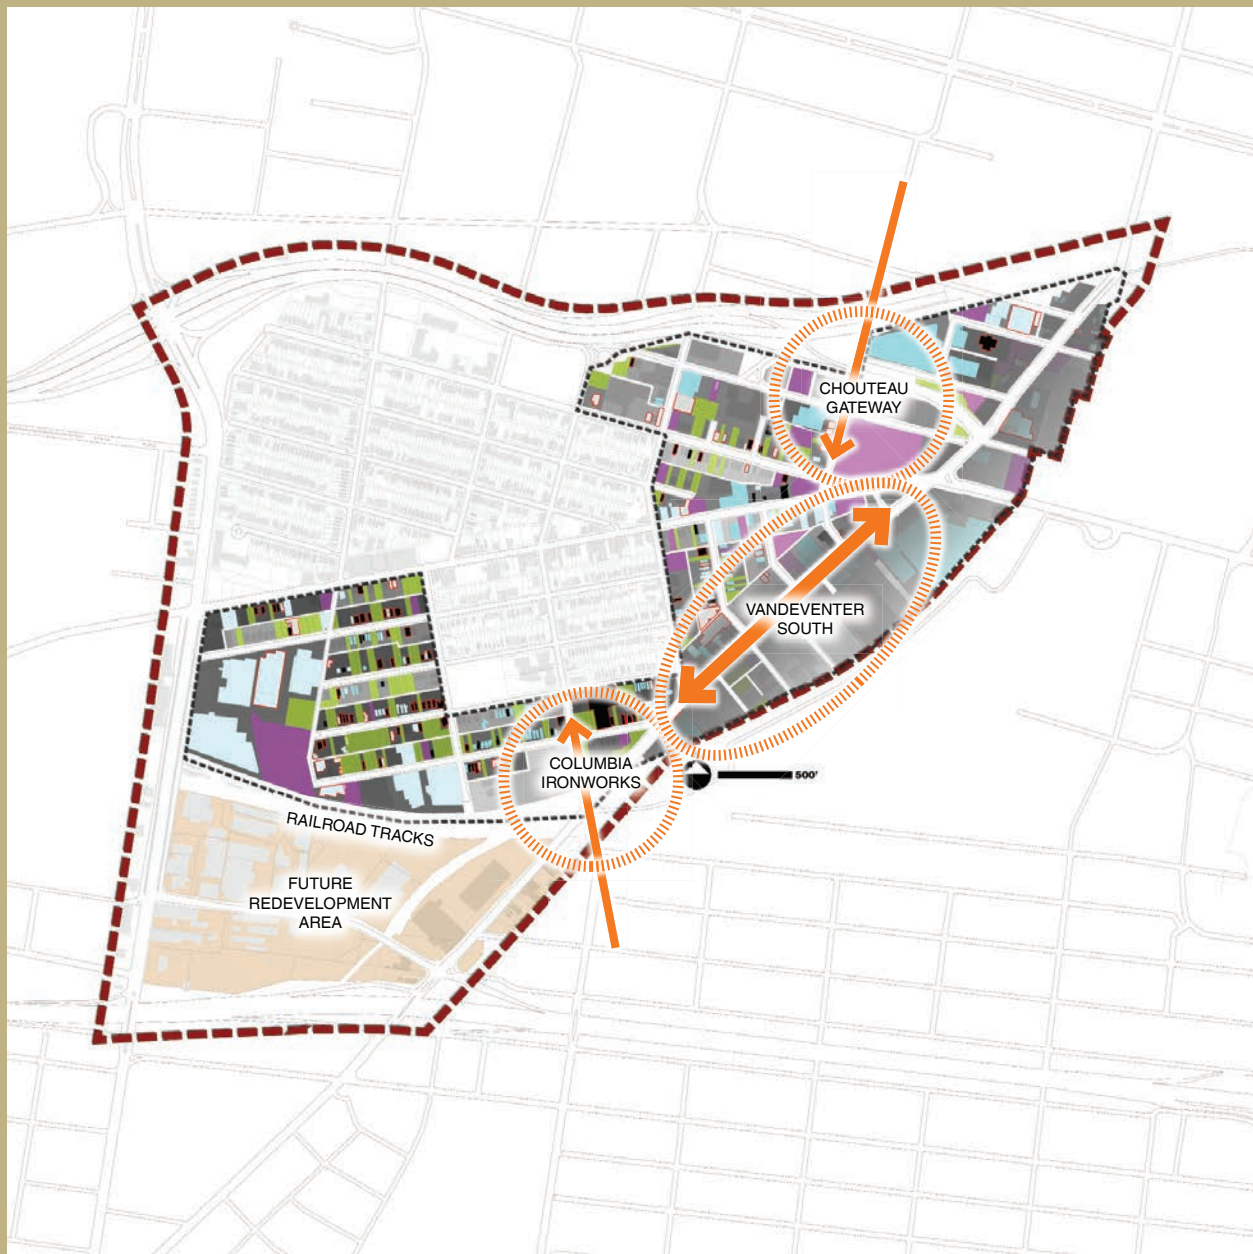 CHOUTEAU
GATEWAY
VANDEVENTER
SOUTH
COLUMBIA
IRONWORKS
500'
RAILROAD TRACKS
FUTURE
REDEVELOPMENT
AREA